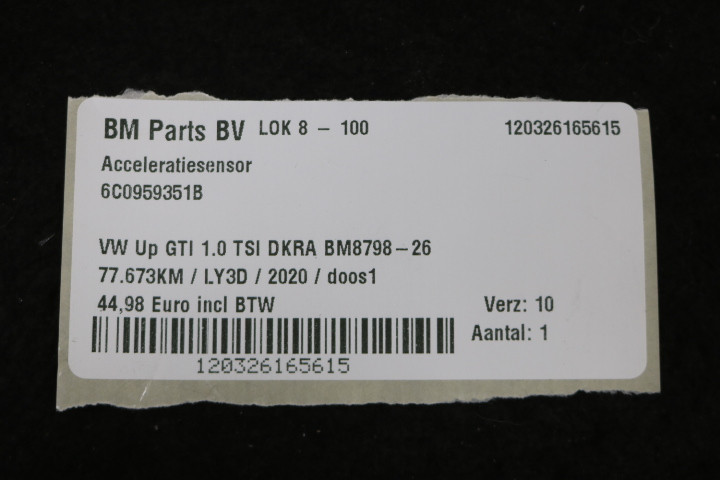 BM Parts BV LOK 8 - 100 120326165615
Acceleratiesensor
6C0959351B
VW Up GTI 1.0 TSI DKRA BM8798-26
77.673KM / LY3D / 2020 / doos1
44,98 Euro incl BTW Verz: 10
Aantal: 1
120326165615